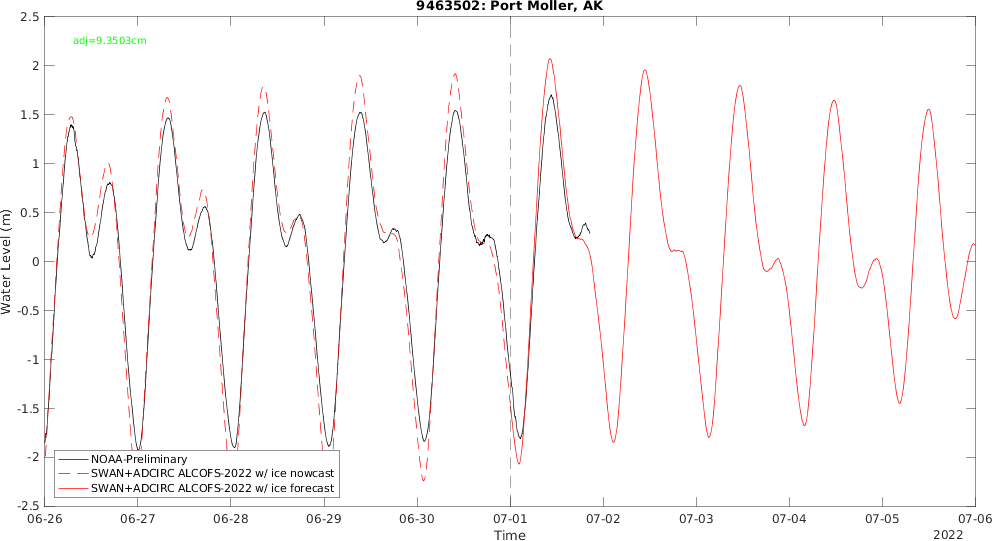 9463502: Port Moller, AK
adj=9.3503cm
2.5
2
1.5
1
0.5
0
-0.5
-1
-1.5
-2
-2.5
Water Level (m)
NOAA-Preliminary
SWAN+ADCIRC ALCOFS-2022 w/ ice nowcast
SWAN+ADCIRC ALCOFS-2022 w/ ice forecast
06-26 06-27 06-28 06-29 06-30 07-01 07-02 07-03 07-04 07-05 07-06
Time
2022